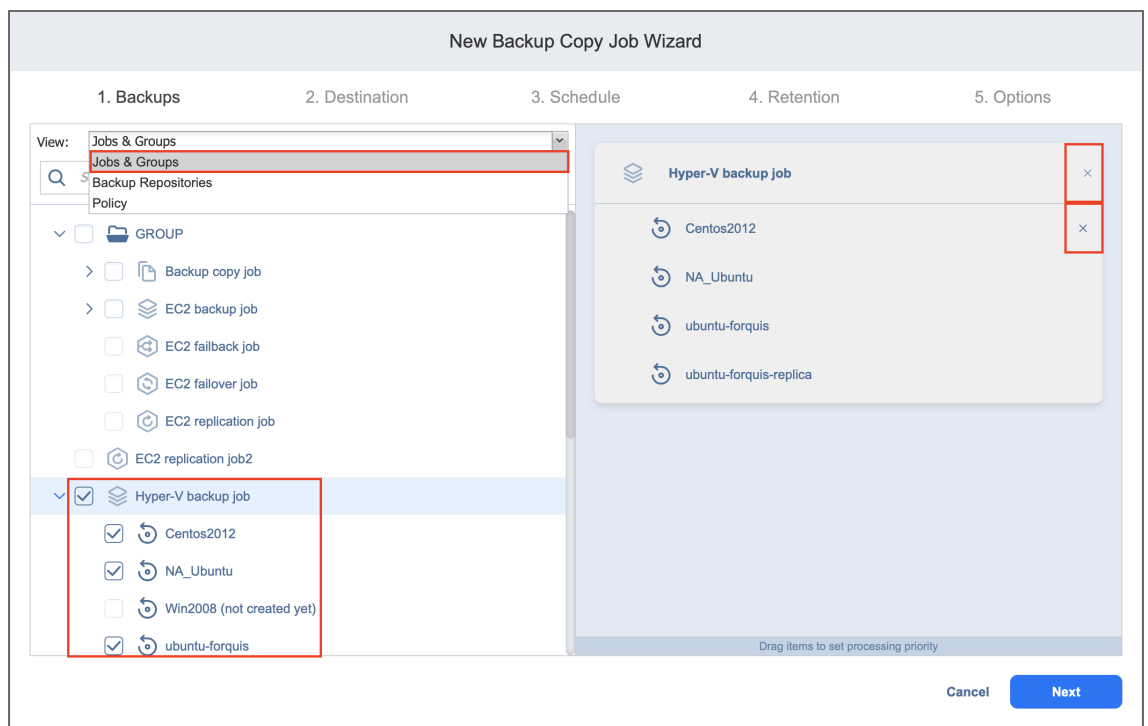 New Backup Copy Job Wizard
1. Backups 2. Destination 3. Schedule 4. Retention 5. Options
View: Jobs & Groups
Jobs & Groups
Backup Repositories
Policy
GROUP
Backup copy job
EC2 backup job
EC2 failback job
EC2 failover job
EC2 replication job
EC2 replication job2
Hyper-V backup job
Centos2012
NA_Ubuntu
Win2008 (not created yet)
ubuntu-forquis
Hyper-V backup job
Centos2012
NA_Ubuntu
ubuntu-forquis
ubuntu-forquis-replica
Drag items to set processing priority
Cancel Next